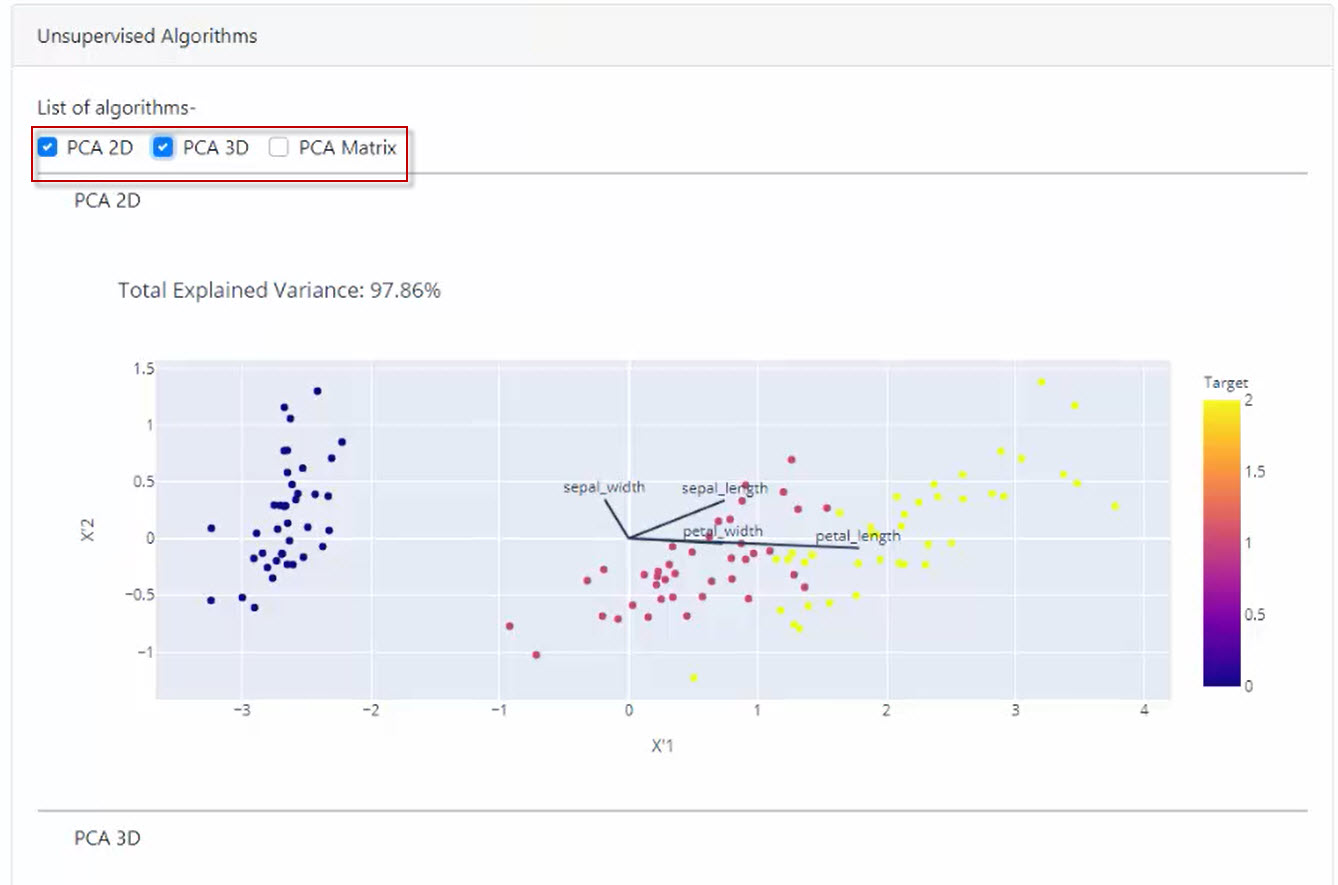 Unsupervised Algorithms
List of algorithms-
PCA 2D PCA 3D PCA Matrix
PCA 2D
Total Explained Variance: 97.86%
1.5
1
0.5
0
−0.5
−1
X'2
sepal_width
sepal_length
petal_width
petal_length
−3 −2 −1 0 1 2 3 4
X'1
Target
2
1.5
1
0.5
0
PCA 3D